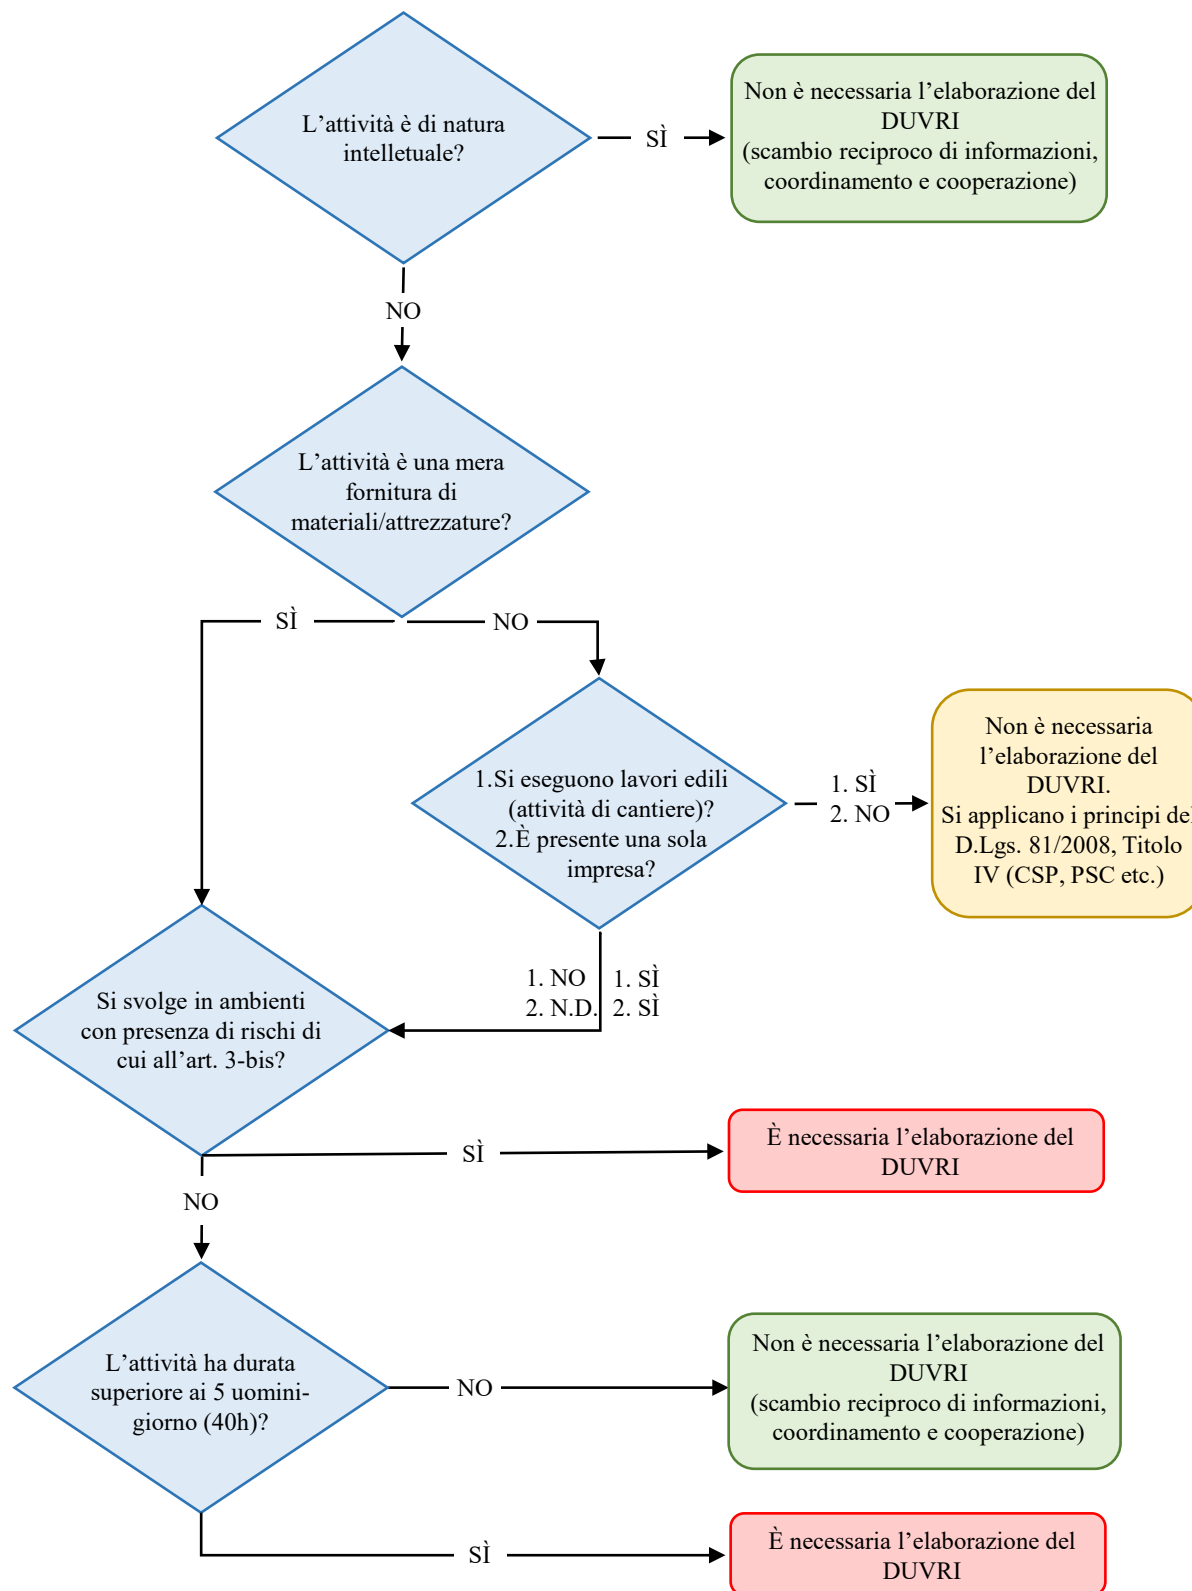 L'attività è di natura
intelletuale?
SÌ
Non è necessaria l'elaborazione del
DUVRI
(scambio reciproco di informazioni,
coordinamento e cooperazione)
NO
L'attività è una mera
fornitura di
materiali/attrezzature?
SÌ
NO
1.Si eseguono lavori edili
(attività di cantiere)?
2.È presente una sola
impresa?
1. SÌ
2. NO
Non è necessaria
l'elaborazione del
DUVRI.
Si applicano i principi del
D.Lgs. 81/2008, Titolo
IV (CSP, PSC etc.)
1. NO
2. N.D.
1. SÌ
2. SÌ
Si svolge in ambienti
con presenza di rischi di
cui all'art. 3-bis?
SÌ
È necessaria l'elaborazione del
DUVRI
NO
L'attività ha durata
superiore ai 5 uomini-
giorno (40h)?
NO
Non è necessaria l'elaborazione del
DUVRI
(scambio reciproco di informazioni,
coordinamento e cooperazione)
SÌ
È necessaria l'elaborazione del
DUVRI